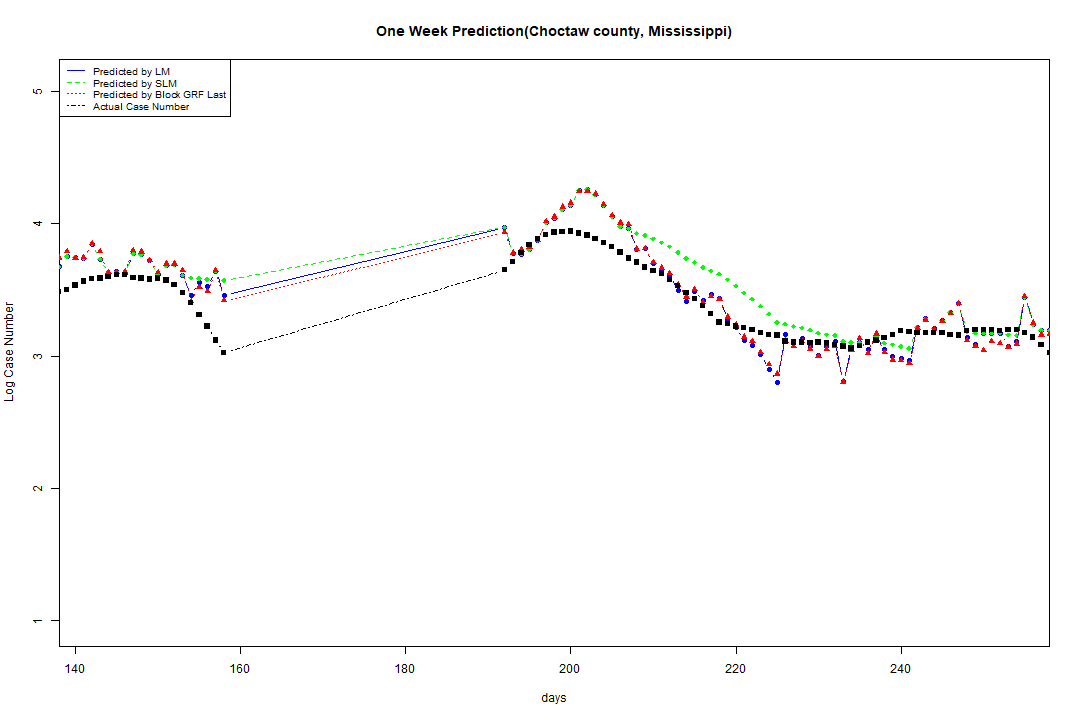 One Week Prediction(Choctaw county, Mississippi)
Predicted by LM
Predicted by SLM
Predicted by Block GRF Last
Actual Case Number
5
4
3
2
1
Log Case Number
140 160 180 200 220 240
days